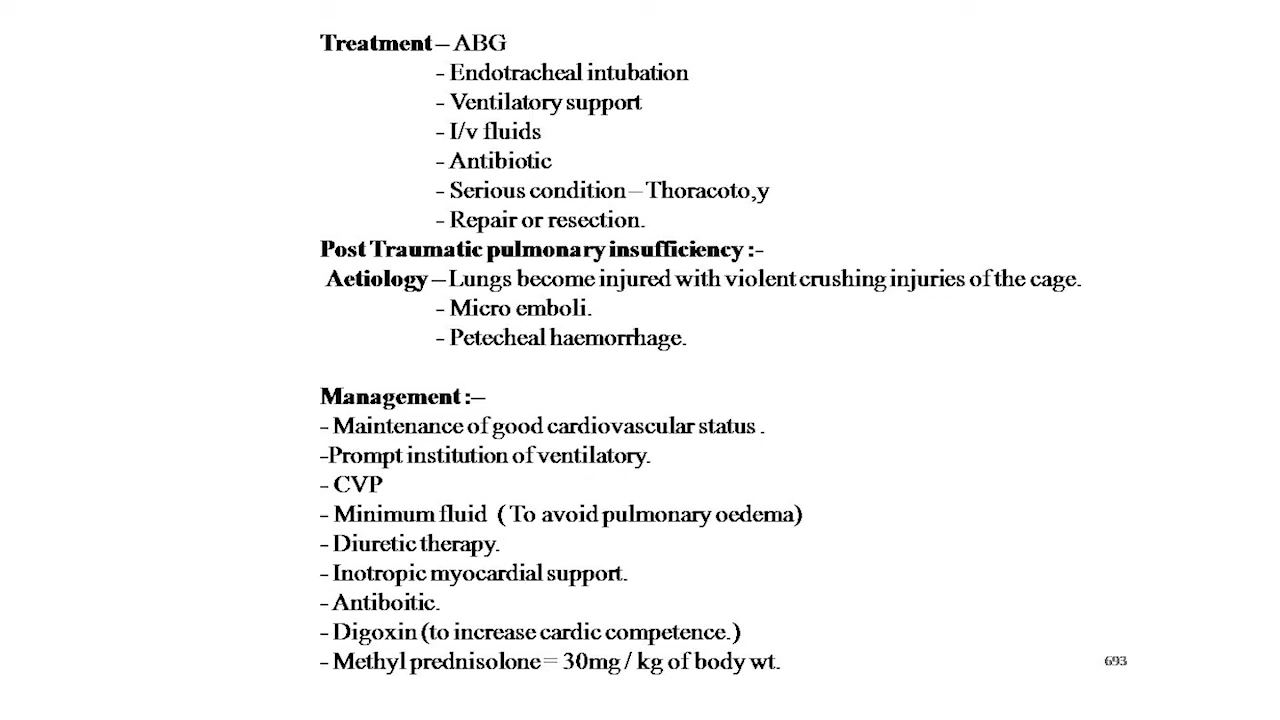 Treatment – ABG
- Endotracheal intubation
- Ventilatory support
- I/v fluids
- Antibiotic
- Serious condition – Thoracoto,y
- Repair or resection.
Post Traumatic pulmonary insufficiency :-
Aetiology – Lungs become injured with violent crushing injuries of the cage.
- Micro emboli.
- Petecheal haemorrhage.
Management :–
- Maintenance of good cardiovascular status .
-Prompt institution of ventilatory.
- CVP
- Minimum fluid ( To avoid pulmonary oedema)
- Diuretic therapy.
- Inotropic myocardial support.
- Antiboitic.
- Digoxin (to increase cardic competence.)
- Methyl prednisolone = 30mg / kg of body wt.
693